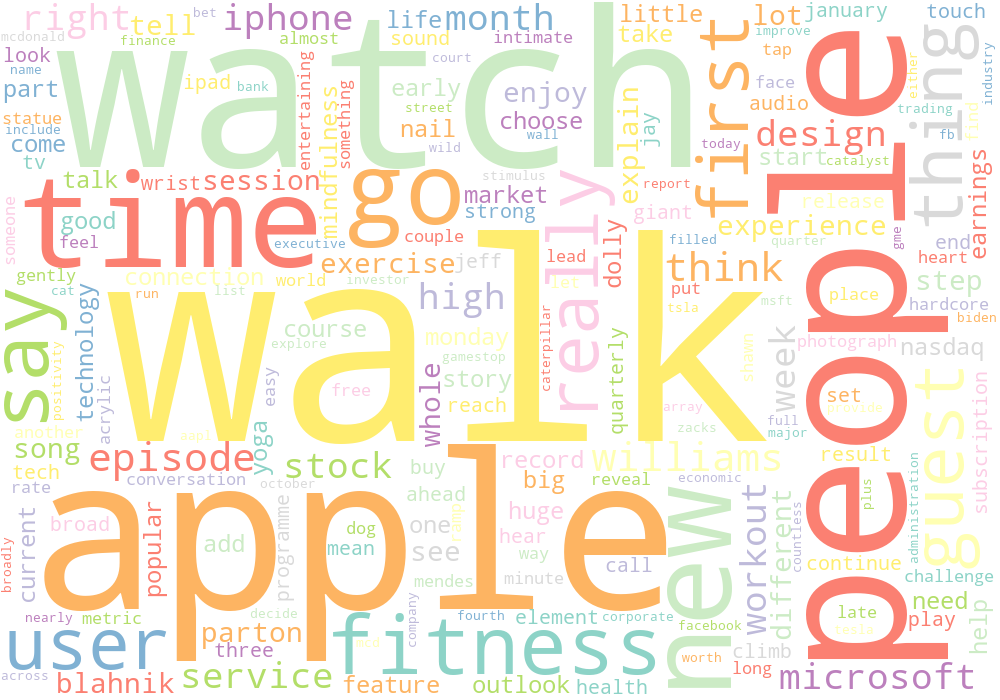 watch
walk
apple
people
time
go
fitness
new
user
say
really
first
thing
guest
think
right
tell
iphone
life
month
little
take
lot
january
touch
mcdonald
bet
finance
almost
sound
intimate
tap
improve
look
name
part
statue
include
come
tv
ipad
bank
early
street
court
enjoy
choose
nail
wild
wall
explain
jay
face
audio
design
either
industry
trading
fb
find
entertaining
something
mindfulness
talk
wrist
session
good
feel
someone
executive
stimulus
market
strong
couple
exercise
jeff
report
giant
dolly
filled
today
start
catalyst
experience
release
quarter
gme
earnings
end
heart
gently
cat
technology
connection
run
list
world
investor
high
lead
let
put
msft
tsla
place
step
hardcore
biden
positivity
acrylic
easy
course
explore
monday
gamestop
story
caterpillar
quarterly
week
shawn
photograph
nasdaq
another
song
tech
rate
episode
yoga
aapl
free
whole
reach
array
zacks
full
major
set
provide
result
subscription
conversation
october
stock
buy
record
big
reveal
williams
economic
countless
workout
different
plus
administration
current
broad
popular
broadly
add
programme
dog
mean
ahead
one
see
huge
hear
way
call
mendes
minute
continue
challenge
late
need
play
help
nearly
metric
parton
decide
three
mcd
company
fourth
element
corporate
facebook
worth
climb
long
tesla
across
blahnik
service
feature
outlook
health
microsoft